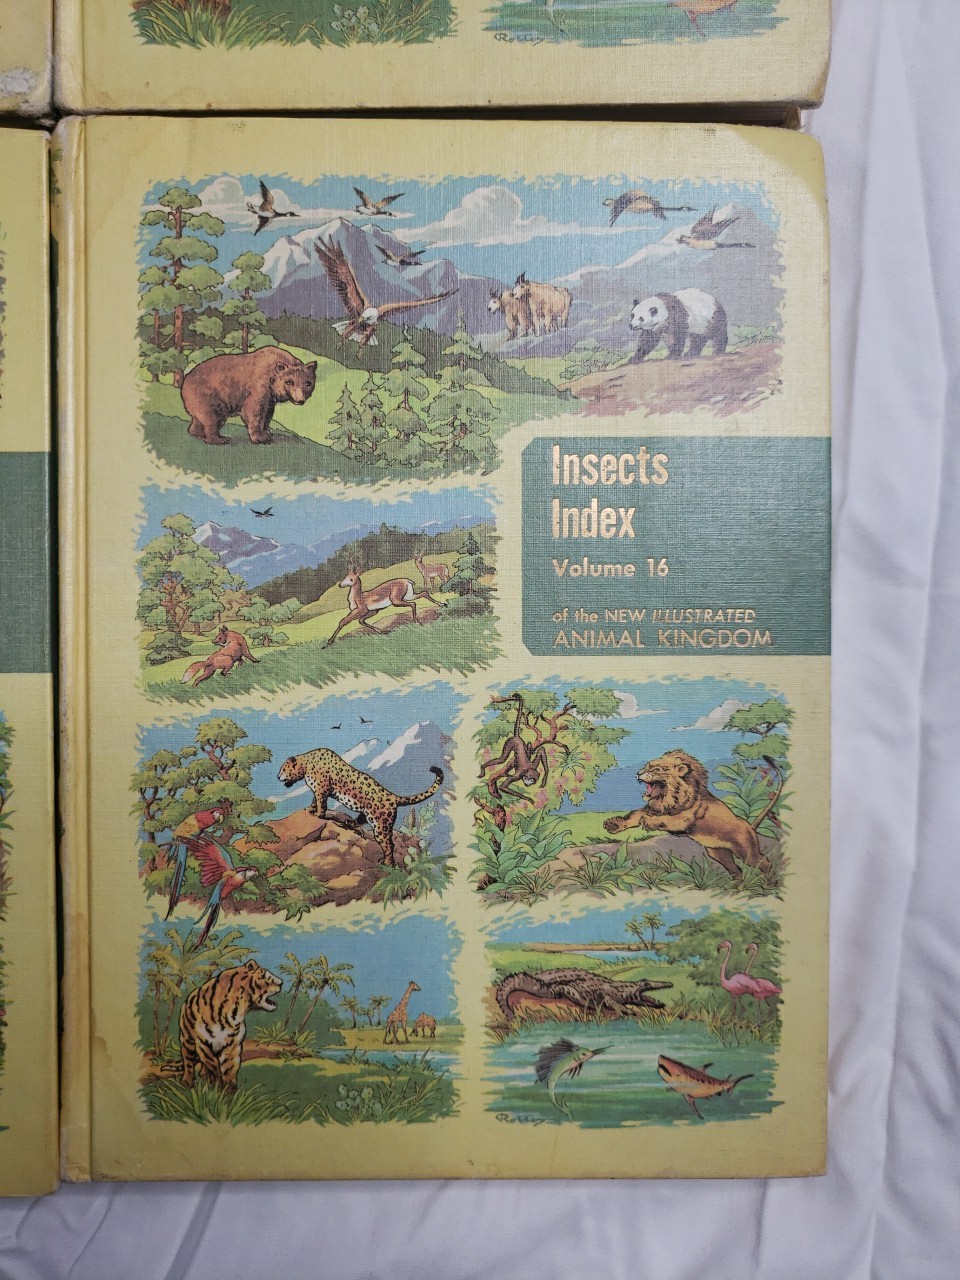 Insects
Index
Volume 16
of the NEW ILLUSTRATED
ANIMAL KINGDOM